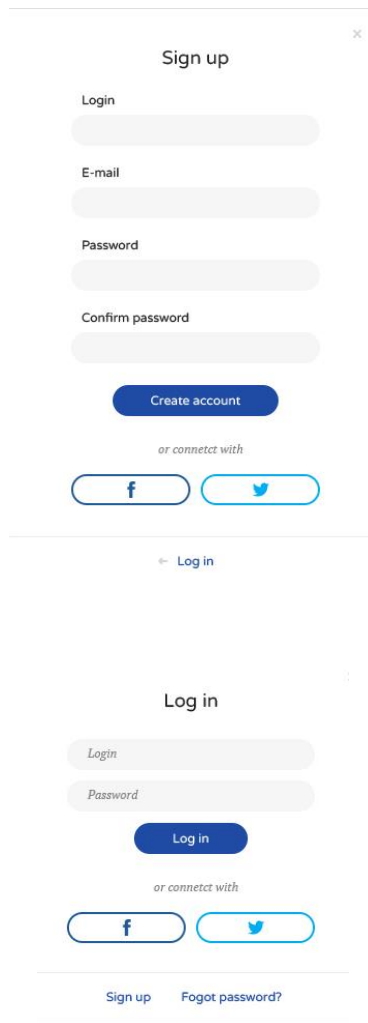 ×
Sign up
Login
E-mail
Password
Confirm password
Create account
or connetct with
f
← Log in
Log in
Login
Password
Log in
or connetct with
f
Sign up Fogot password?